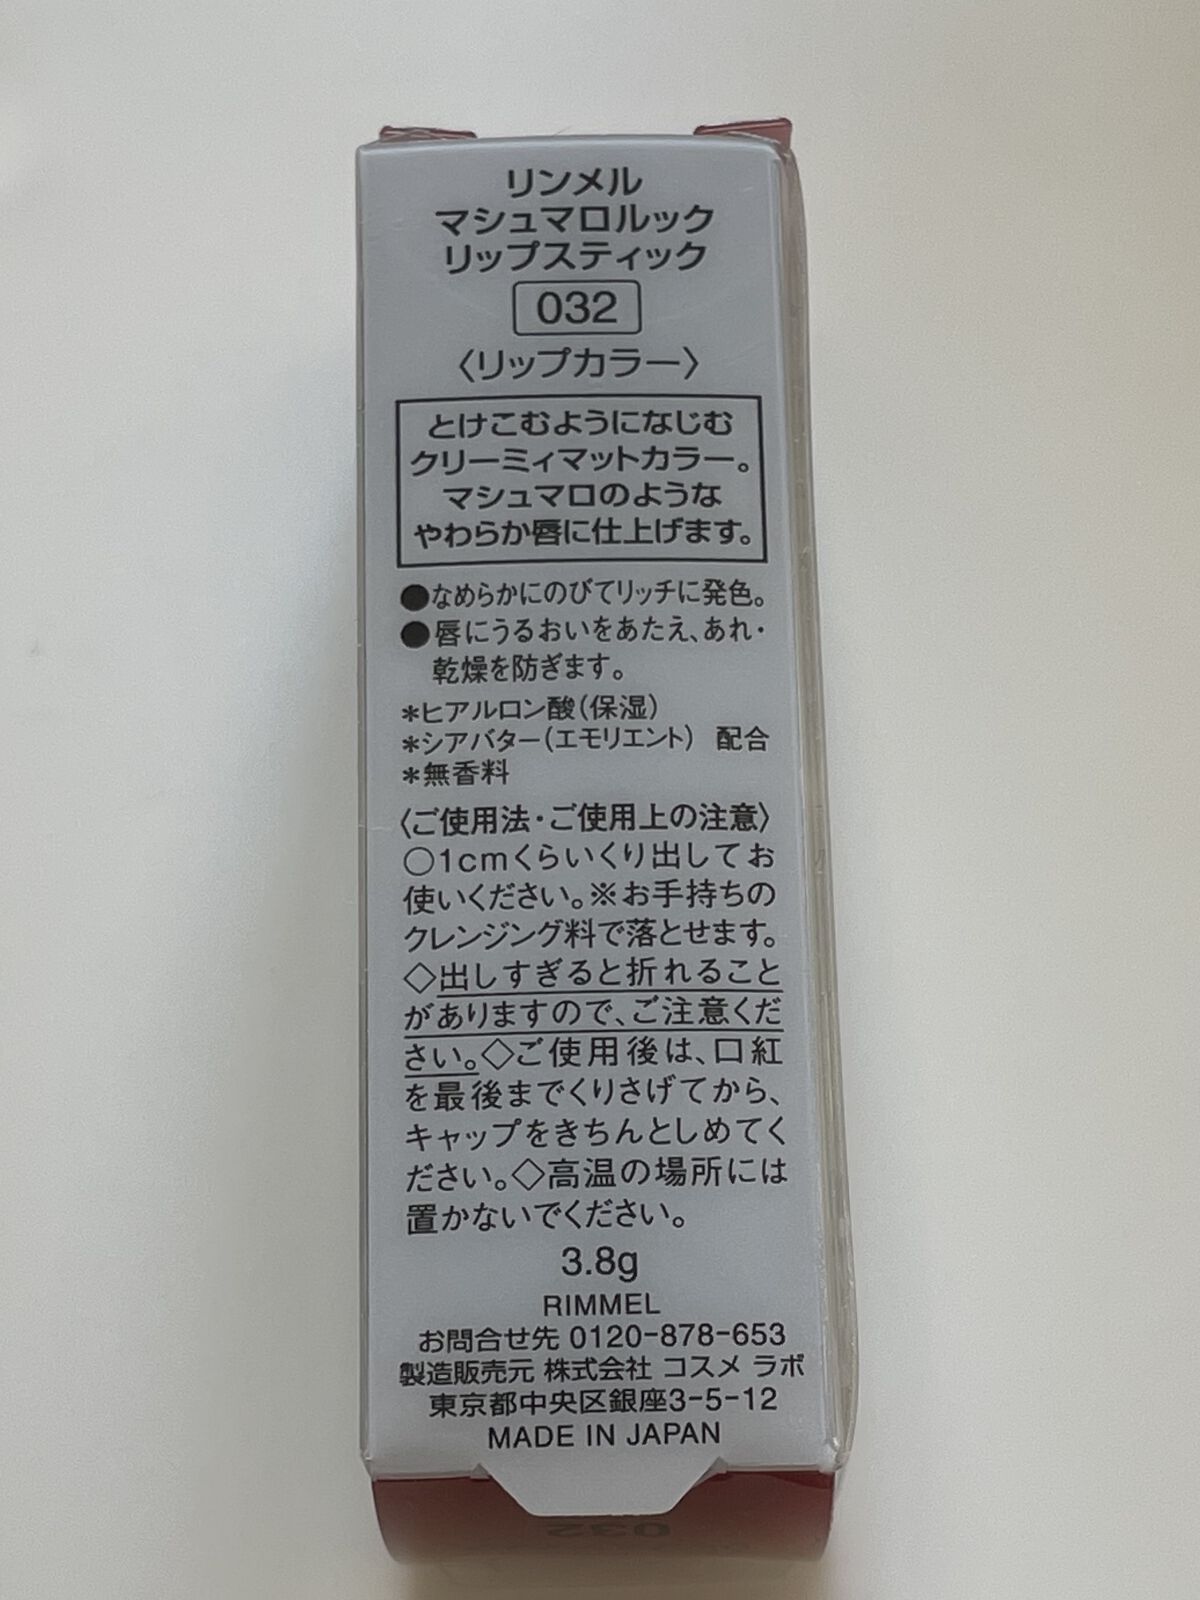 リンメル
マシュマロルック
リップスティック
032
〈リップカラー〉
とけこむようになじむ
クリーミィマットカラー。
マシュマロのような
やわらか唇に仕上げます。
●なめらかにのびてリッチに発色。
●唇にうるおいをあたえ、あれ・
乾燥を防ぎます。
＊ヒアルロン酸（保湿）
＊シアバター（エモリエント） 配合
＊無香料
〈ご使用法・ご使用上の注意〉
○1cmくらいくり出してお
使いください。※お手持ちの
クレンジング料で落とせます。
◇出しすぎると折れること
がありますので、ご注意くだ
さい。◇ご使用後は、口紅
を最後までくりさげてから、
キャップをきちんとしめてく
ださい。◇高温の場所には
置かないでください。
3.8g
RIMMEL
お問合せ先 0120-878-653
製造販売元 株式会社 コスメ ラボ
東京都中央区銀座3-5-12
MADE IN JAPAN
032